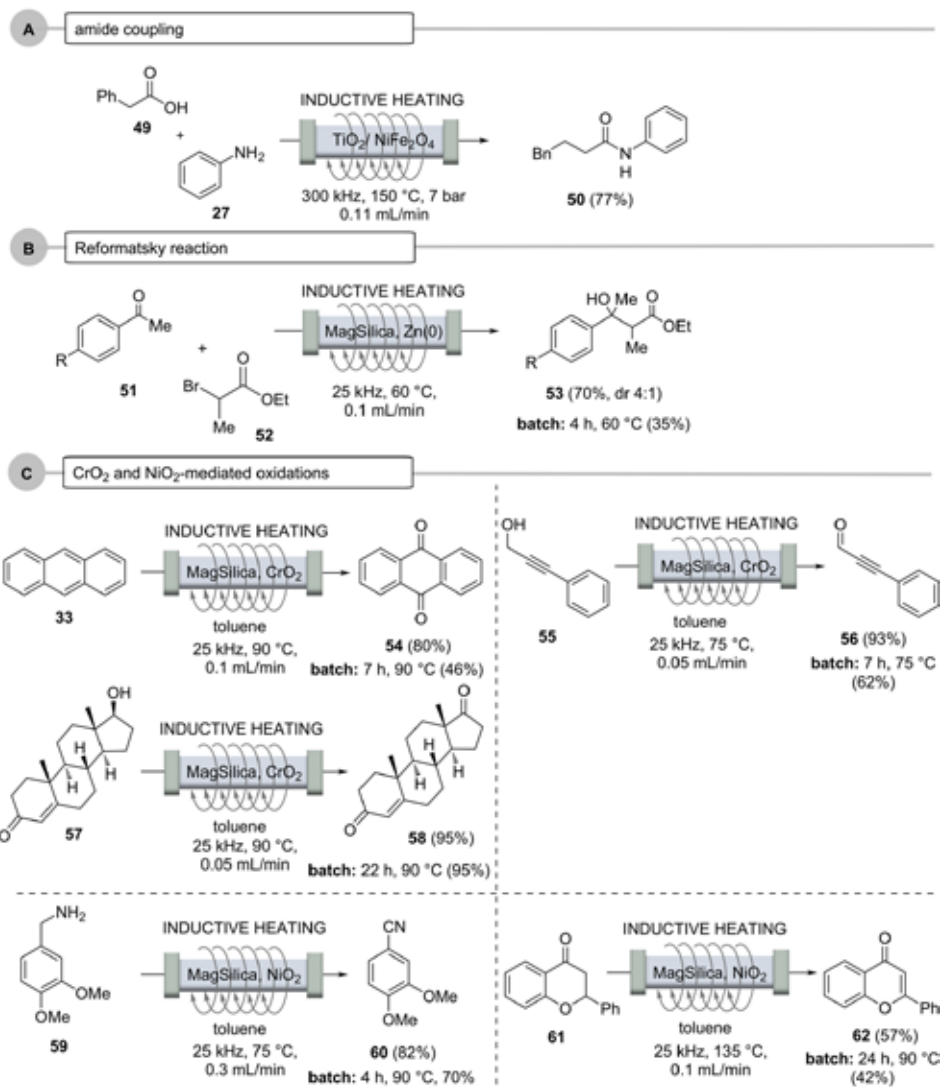 A amide coupling
O
Ph
OH
49
+
NH2
27
INDUCTIVE HEATING
TiO2/ NiFe2O4
300 kHz, 150 °C, 7 bar
0.11 mL/min
O
Bn
N
H
50 (77%)
B Reformatsky reaction
O
Me
R
51
+
O
Br
OEt
Me
52
INDUCTIVE HEATING
MagSilica, Zn(0)
25 kHz, 60 °C,
0.1 mL/min
HO Me O
OEt
Me
R
53 (70%, dr 4:1)
batch: 4 h, 60 °C (35%)
C CrO2 and NiO2-mediated oxidations
33
INDUCTIVE HEATING
MagSilica, CrO2
toluene
25 kHz, 90 °C,
0.1 mL/min
O
O
54 (80%)
batch: 7 h, 90 °C (46%)
OH
55
INDUCTIVE HEATING
MagSilica, CrO2
toluene
25 kHz, 75 °C,
0.05 mL/min
O
56 (93%)
batch: 7 h, 75 °C
(62%)
OH
H
H
H
O
57
INDUCTIVE HEATING
MagSilica, CrO2
toluene
25 kHz, 90 °C,
0.05 mL/min
O
H
H
H
O
58 (95%)
batch: 22 h, 90 °C (95%)
NH2
OMe
OMe
59
INDUCTIVE HEATING
MagSilica, NiO2
toluene
25 kHz, 75 °C,
0.3 mL/min
CN
OMe
OMe
60 (82%)
batch: 4 h, 90 °C, 70%
O
O
Ph
61
INDUCTIVE HEATING
MagSilica, NiO2
toluene
25 kHz, 135 °C,
0.1 mL/min
O
O
Ph
62 (57%)
batch: 24 h, 90 °C
(42%)